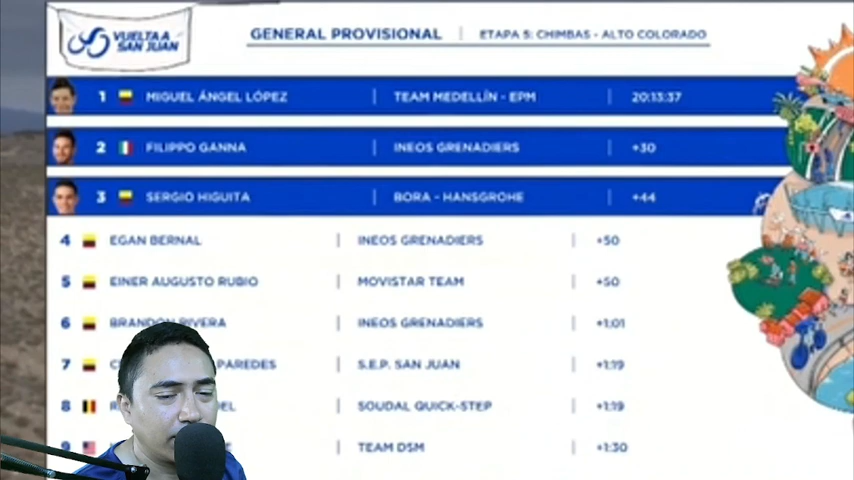 VUELTA A
SAN JUAN
GENERAL PROVISIONAL | ETAPA 5: CHIMBAS - ALTO COLORADO
1 MIGUEL ÁNGEL LÓPEZ | TEAM MEDELLÍN - EPM | 20:13:37
2 FILIPPO GANNA | INEOS GRENADIERS | +30
3 SERGIO HIGUITA | BORA - HANSGROHE | +44
4 EGAN BERNAL | INEOS GRENADIERS | +50
5 EINER AUGUSTO RUBIO | MOVISTAR TEAM | +50
6 BRANDON RIVERA | INEOS GRENADIERS | +1:01
7 PAREDES | S.E.P. SAN JUAN | +1:19
8 | SOUDAL QUICK-STEP | +1:19
9 | TEAM DSM | +1:30